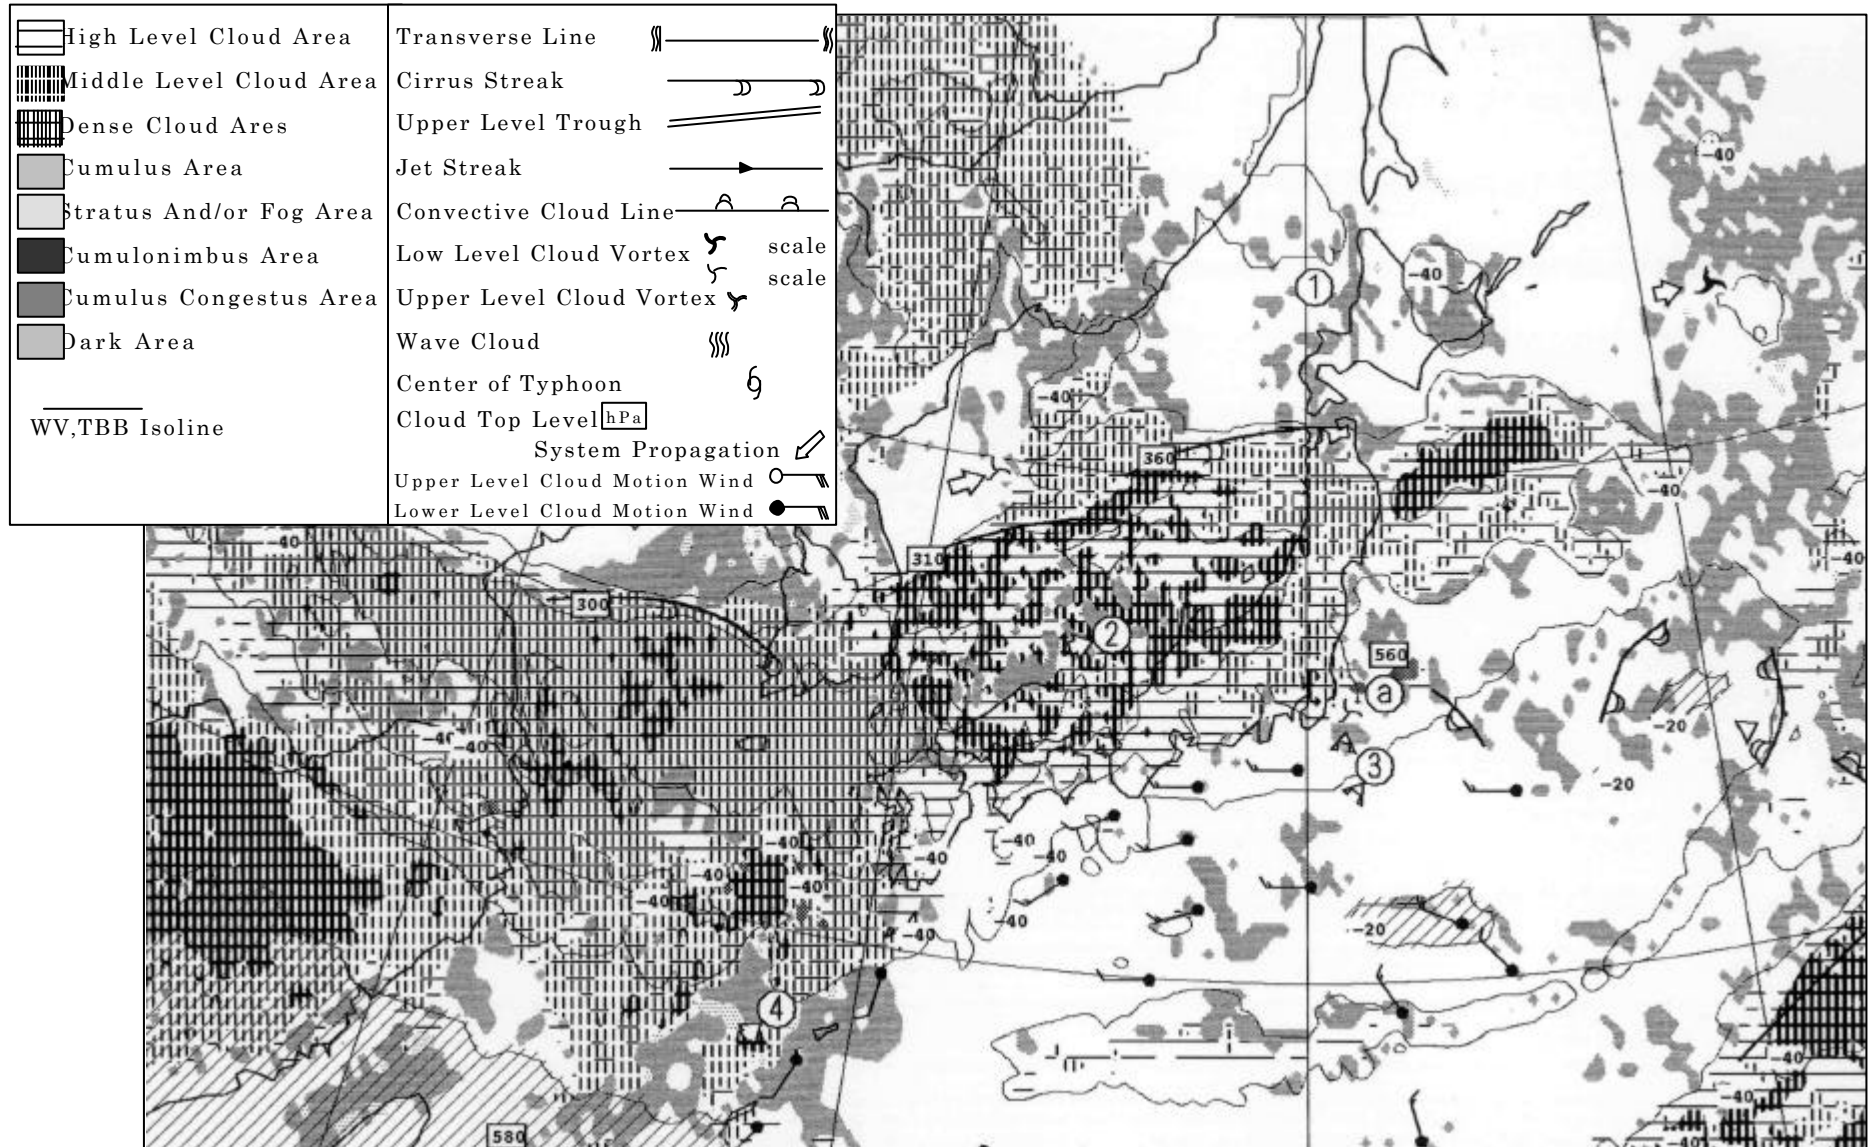 High Level Cloud Area
Middle Level Cloud Area
Dense Cloud Ares
Cumulus Area
Stratus And/or Fog Area
Cumulonimbus Area
Cumulus Congestus Area
Dark Area
WV,TBB Isoline
Transverse Line
Cirrus Streak
Upper Level Trough
Jet Streak
Convective Cloud Line
Low Level Cloud Vortex scale
scale
Upper Level Cloud Vortex
Wave Cloud
Center of Typhoon
Cloud Top Level hPa
System Propagation
Upper Level Cloud Motion Wind
Lower Level Cloud Motion Wind
-40
-40
1
-40
360
-40
310
-40
-40
300
2
560
a
-20
-40
-40
3
-20
-40
-40
-40
-40
-40
-40
-40
-40
-40
-20
4
-40
-40
580
-40